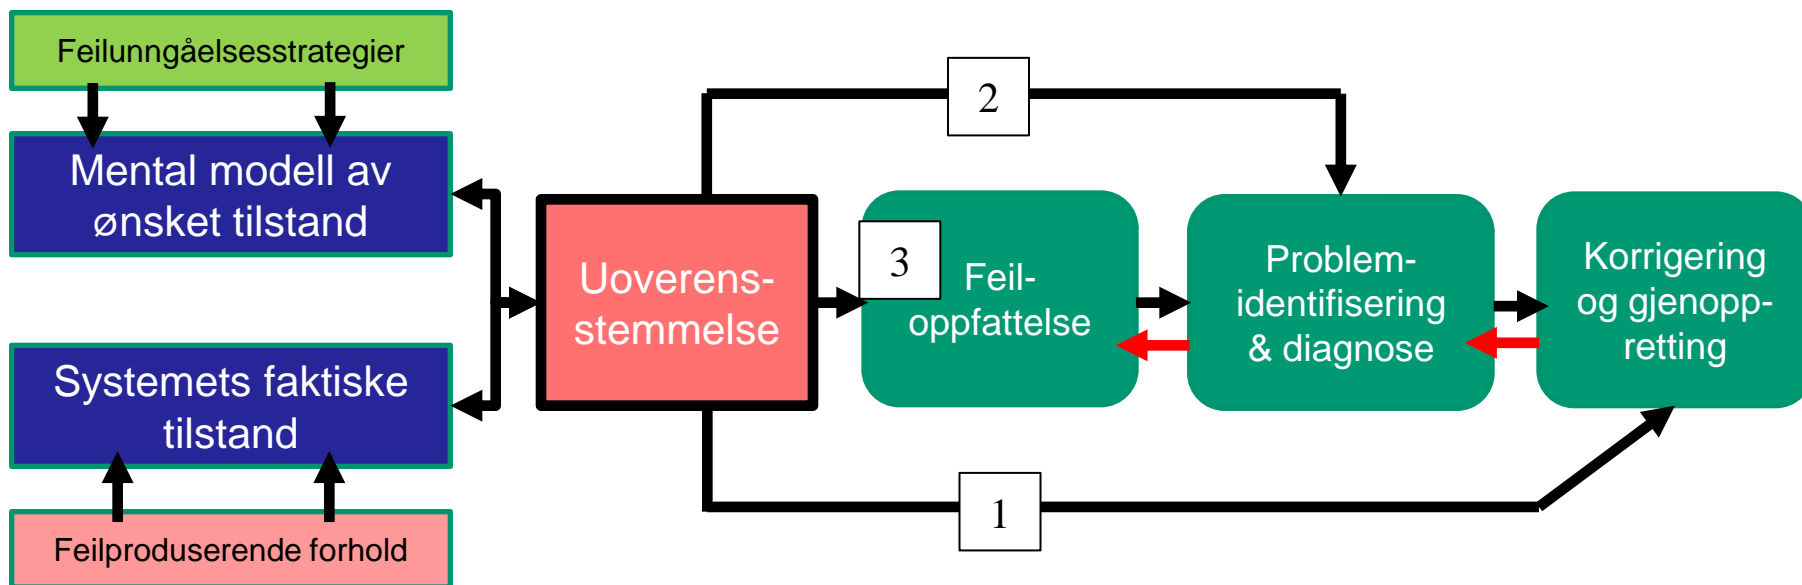 Feilunngåelsesstrategier
Mental modell av
ønsket tilstand
Systemets faktiske
tilstand
Feilproduserende forhold
Uoverens-
stemmelse
2
3
Feil-
oppfattelse
Problem-
identifisering
& diagnose
Korrigering
og gjenopp-
retting
1